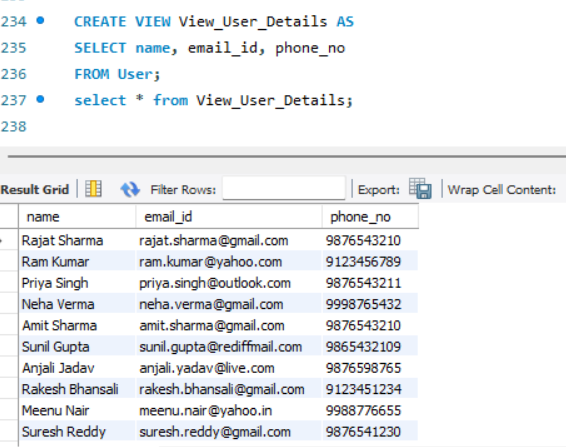 234 CREATE VIEW View_User_Details AS
235 SELECT name, email_id, phone_no
236 FROM User;
237 select * from View_User_Details;
238
Result Grid Filter Rows: Export: Wrap Cell Content:
name email_id phone_no
Rajat Sharma rajat.sharma@gmail.com 9876543210
Ram Kumar ram.kumar@yahoo.com 9123456789
Priya Singh priya.singh@outlook.com 9876543211
Neha Verma neha.verma@gmail.com 9998765432
Amit Sharma amit.sharma@gmail.com 9876543210
Sunil Gupta sunil.gupta@rediffmail.com 9865432109
Anjali Jadav anjali.yadav@live.com 9876598765
Rakesh Bhansali rakesh.bhansali@gmail.com 9123451234
Meenu Nair meenu.nair@yahoo.in 9988776655
Suresh Reddy suresh.reddy@gmail.com 9876541230